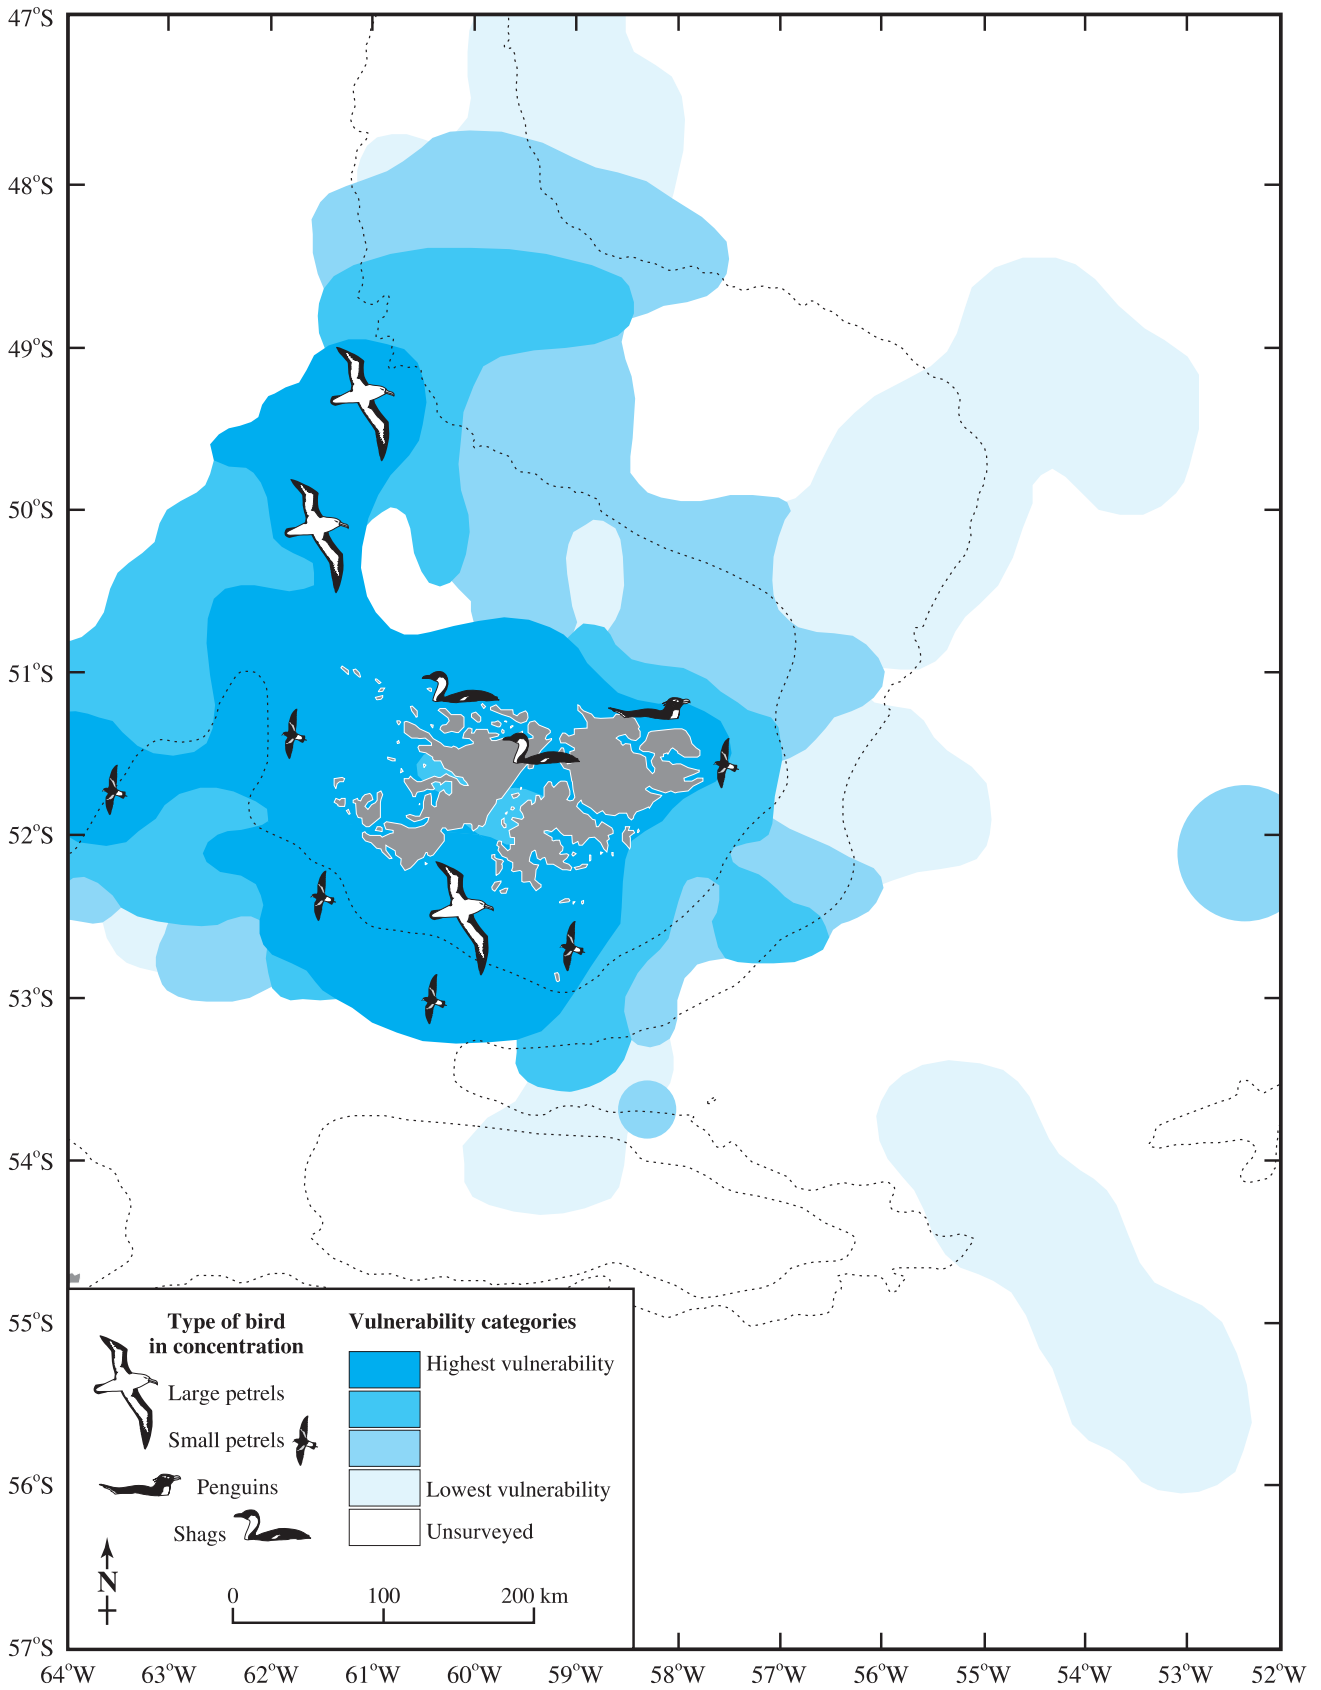 47°S
48°S
49°S
50°S
51°S
52°S
53°S
54°S
55°S
56°S
57°S
64°W
63°W
62°W
61°W
60°W
59°W
58°W
57°W
56°W
55°W
54°W
53°W
52°W
Type of bird
in concentration
Large petrels
Small petrels
Penguins
Shags
N
Vulnerability categories
Highest vulnerability
Lowest vulnerability
Unsurveyed
0 100 200 km